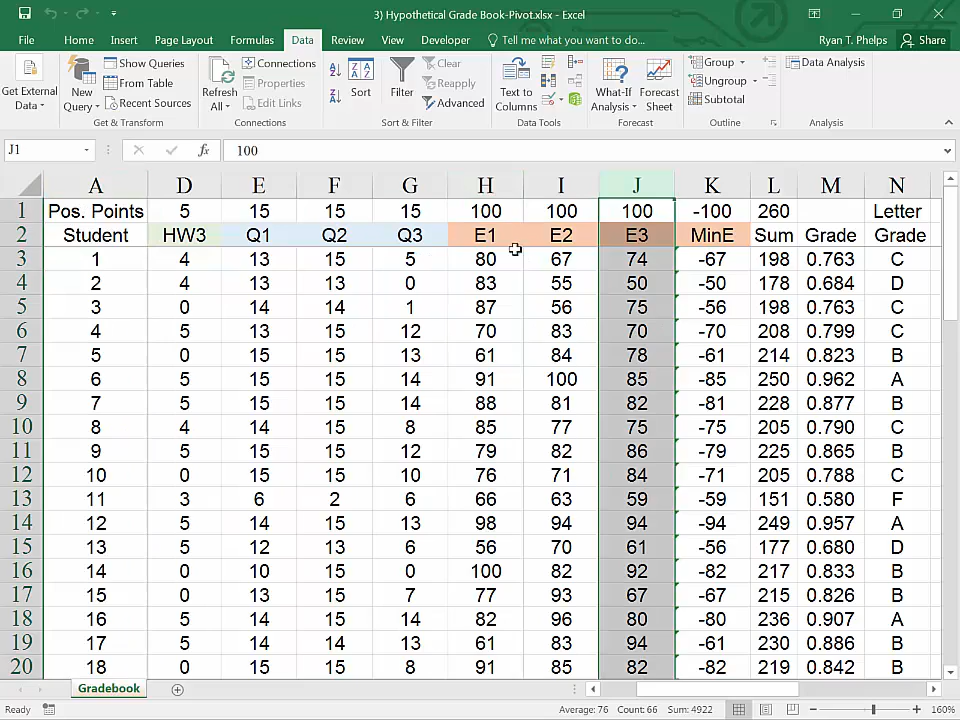 3) Hypothetical Grade Book-Pivot.xlsx - Excel
File Home Insert Page Layout Formulas Data Review View Developer Tell me what you want to do... Ryan T. Phelps Share
Get External Data
New Query
Show Queries
From Table
Recent Sources
Get & Transform
Refresh All
Connections
Properties
Edit Links
Connections
Sort
Filter
Clear
Reapply
Advanced
Sort & Filter
Text to Columns
Data Tools
What-If Analysis
Forecast Sheet
Forecast
Group
Ungroup
Subtotal
Outline
Data Analysis
Analysis
J1 fx 100
A D E F G H I J K L M N
1 Pos. Points 5 15 15 15 100 100 100 -100 260 Letter
2 Student HW3 Q1 Q2 Q3 E1 E2 E3 MinE Sum Grade Grade
3 1 4 13 15 5 80 67 74 -67 198 0.763 C
4 2 4 13 13 0 83 55 50 -50 178 0.684 D
5 3 0 14 14 1 87 56 75 -56 198 0.763 C
6 4 5 13 15 12 70 83 70 -70 208 0.799 C
7 5 0 15 15 13 61 84 78 -61 214 0.823 B
8 6 5 15 15 14 91 100 85 -85 250 0.962 A
9 7 5 15 15 14 88 81 82 -81 228 0.877 B
10 8 4 14 15 8 85 77 75 -75 205 0.790 C
11 9 5 15 15 12 79 82 86 -79 225 0.865 B
12 10 0 15 15 10 76 71 84 -71 205 0.788 C
13 11 3 6 2 6 66 63 59 -59 151 0.580 F
14 12 5 14 15 13 98 94 94 -94 249 0.957 A
15 13 5 12 13 6 56 70 61 -56 177 0.680 D
16 14 0 10 15 0 100 82 92 -82 217 0.833 B
17 15 0 13 15 7 77 93 67 -67 215 0.826 B
18 16 5 14 15 14 82 96 80 -80 236 0.907 A
19 17 5 14 14 13 61 83 94 -61 230 0.886 B
20 18 0 15 15 8 91 85 82 -82 219 0.842 B
Gradebook
Ready Average: 76 Count: 66 Sum: 4922 160%